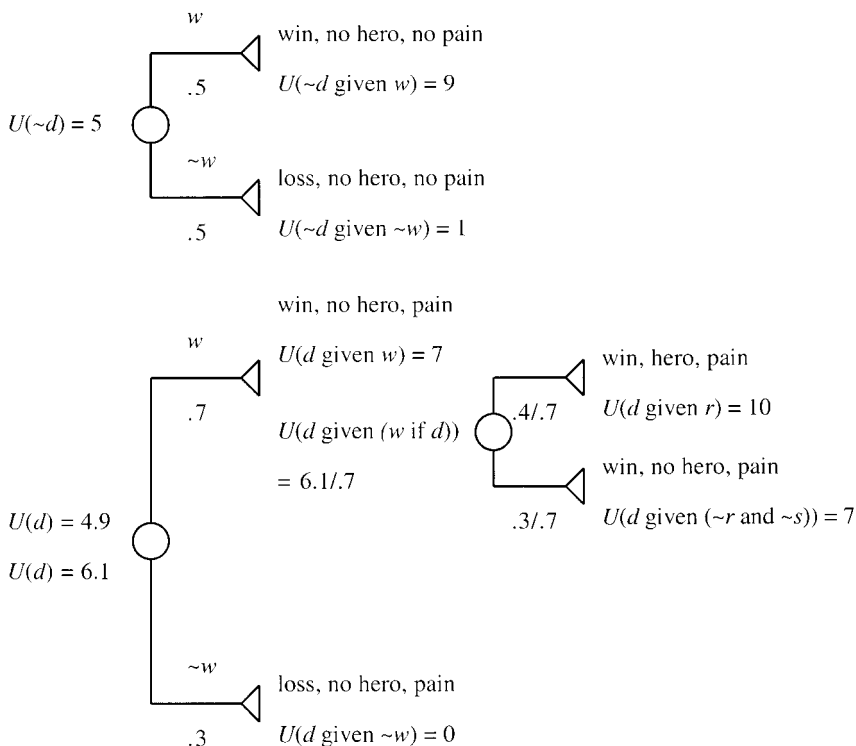 w
win, no hero, no pain
.5
U(~d given w) = 9
U(~d) = 5
~w
loss, no hero, no pain
.5
U(~d given ~w) = 1
win, no hero, pain
w
U(d given w) = 7
.7
U(d given (w if d))
= 6.1/.7
win, hero, pain
.4/.7
U(d given r) = 10
win, no hero, pain
.3/.7
U(d given (~r and ~s)) = 7
U(d) = 4.9
U(d) = 6.1
~w
loss, no hero, pain
.3
U(d given ~w) = 0